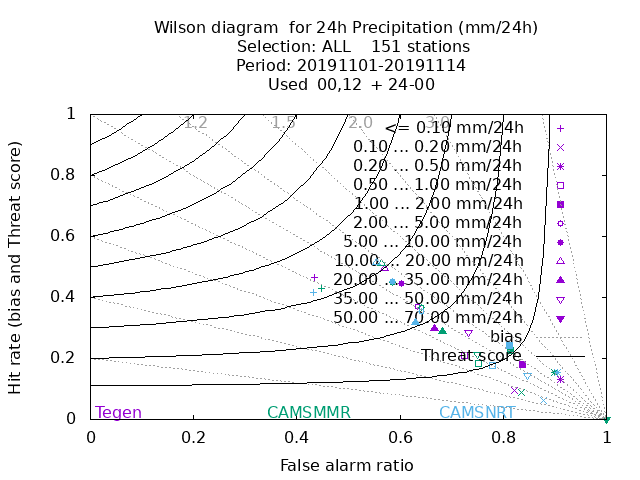 Wilson diagram  for 24h Precipitation (mm/24h)
Selection: ALL    151 stations
Period: 20191101-20191114
Used  00,12  + 24-00
1.2 1.5 2.0 3.0
<= 0.10 mm/24h
0.10 ... 0.20 mm/24h
0.20 ... 0.50 mm/24h
0.50 ... 1.00 mm/24h
1.00 ... 2.00 mm/24h
2.00 ... 5.00 mm/24h
5.00 ... 10.00 mm/24h
10.00 ... 20.00 mm/24h
20.00 ... 35.00 mm/24h
35.00 ... 50.00 mm/24h
50.00 ... 70.00 mm/24h
bias
Threat score
Tegen CAMSMMR CAMSNRT
Hit rate (bias and Threat score)
1
0.8
0.6
0.4
0.2
0
0 0.2 0.4 0.6 0.8 1
False alarm ratio